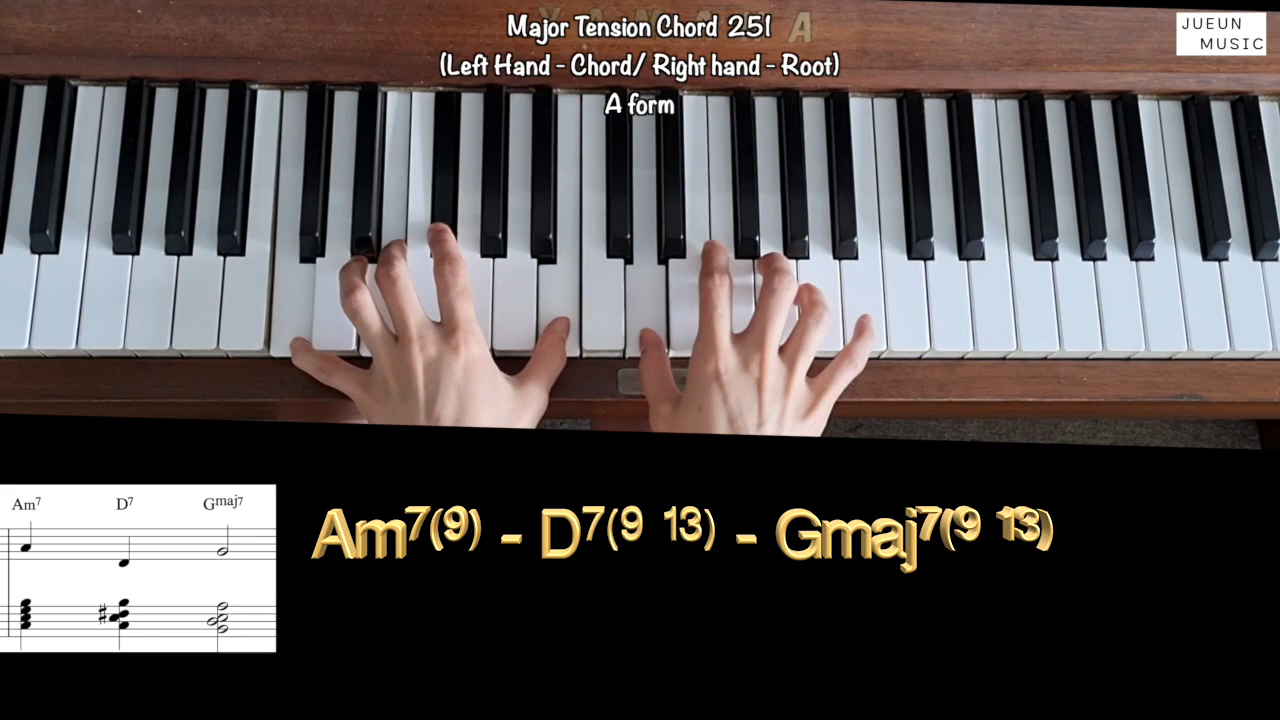 Major Tension Chord 251
(Left Hand - Chord/ Right hand - Root)
A form
JUEUN
MUSIC
Am7 D7 Gmaj7
Am7(9) - D7(9 13) - Gmaj7(9 13)